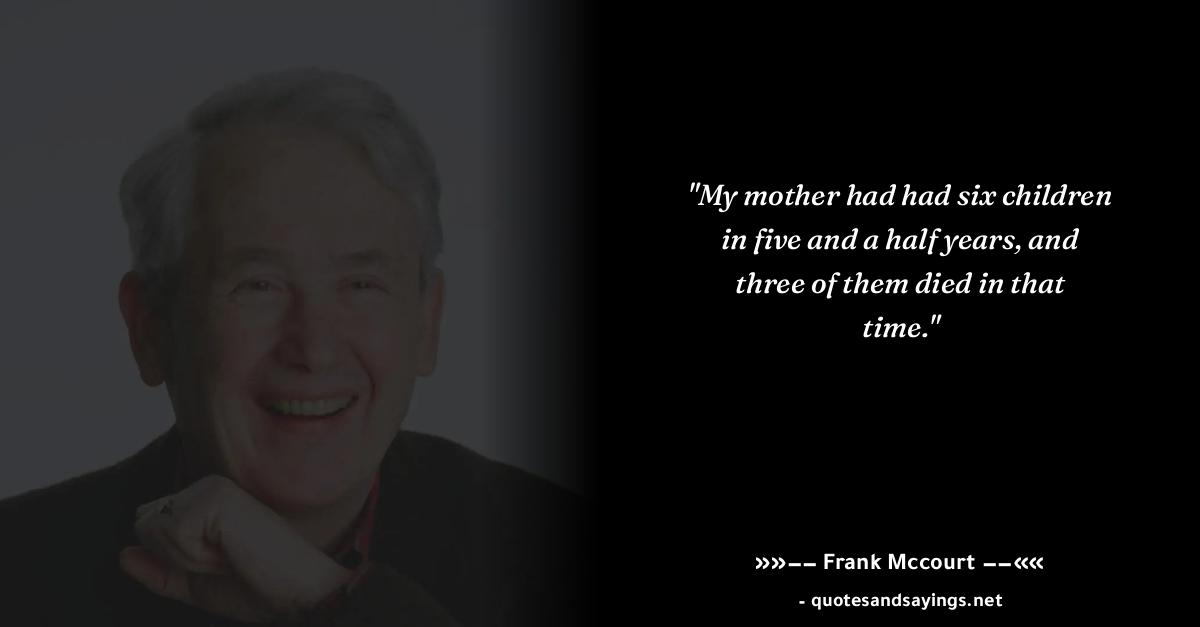 "My mother had had six children
in five and a half years, and
three of them died in that
time."
»»−− Frank Mccourt −−««
- quotesandsayings.net